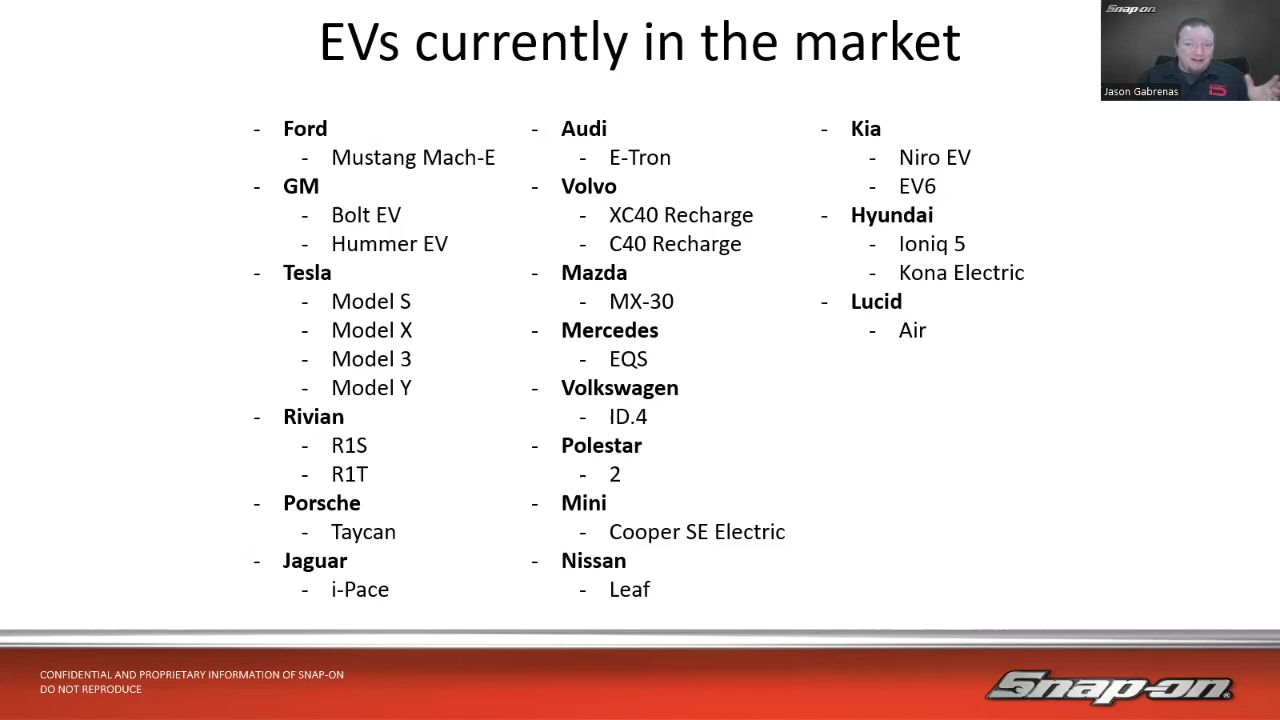 EVs currently in the market
Snap-on
Jason Gabrenas
- Ford
- Mustang Mach-E
- GM
- Bolt EV
- Hummer EV
- Tesla
- Model S
- Model X
- Model 3
- Model Y
- Rivian
- R1S
- R1T
- Porsche
- Taycan
- Jaguar
- i-Pace
- Audi
- E-Tron
- Volvo
- XC40 Recharge
- C40 Recharge
- Mazda
- MX-30
- Mercedes
- EQS
- Volkswagen
- ID.4
- Polestar
- 2
- Mini
- Cooper SE Electric
- Nissan
- Leaf
- Kia
- Niro EV
- EV6
- Hyundai
- Ioniq 5
- Kona Electric
- Lucid
- Air
CONFIDENTIAL AND PROPRIETARY INFORMATION OF SNAP-ON
DO NOT REPRODUCE
Snap-on